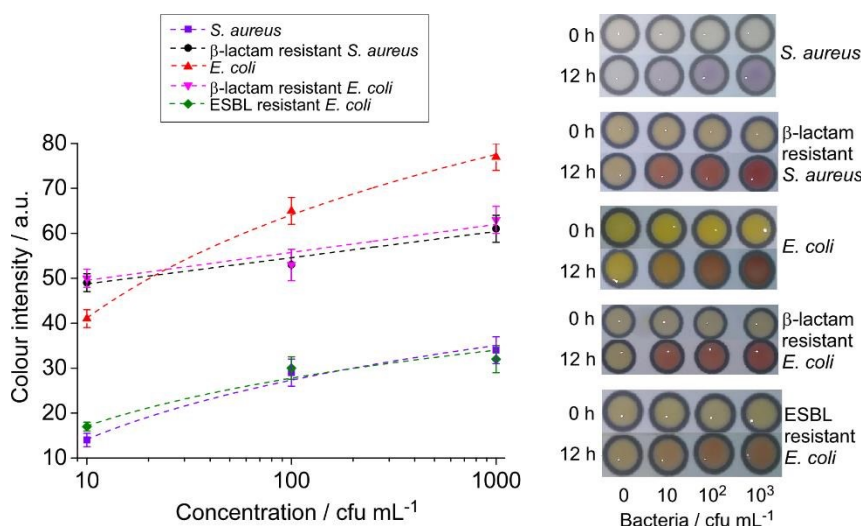 S. aureus
β-lactam resistant S. aureus
E. coli
β-lactam resistant E. coli
ESBL resistant E. coli
80
70
60
50
40
30
20
10
Colour intensity / a.u.
10 100 1000
Concentration / cfu mL⁻¹
0 h
12 h
S. aureus
0 h
12 h
β-lactam
resistant
S. aureus
0 h
12 h
E. coli
0 h
12 h
β-lactam
resistant
E. coli
0 h
12 h
ESBL
resistant
E. coli
0 10 10² 10³
Bacteria / cfu mL⁻¹